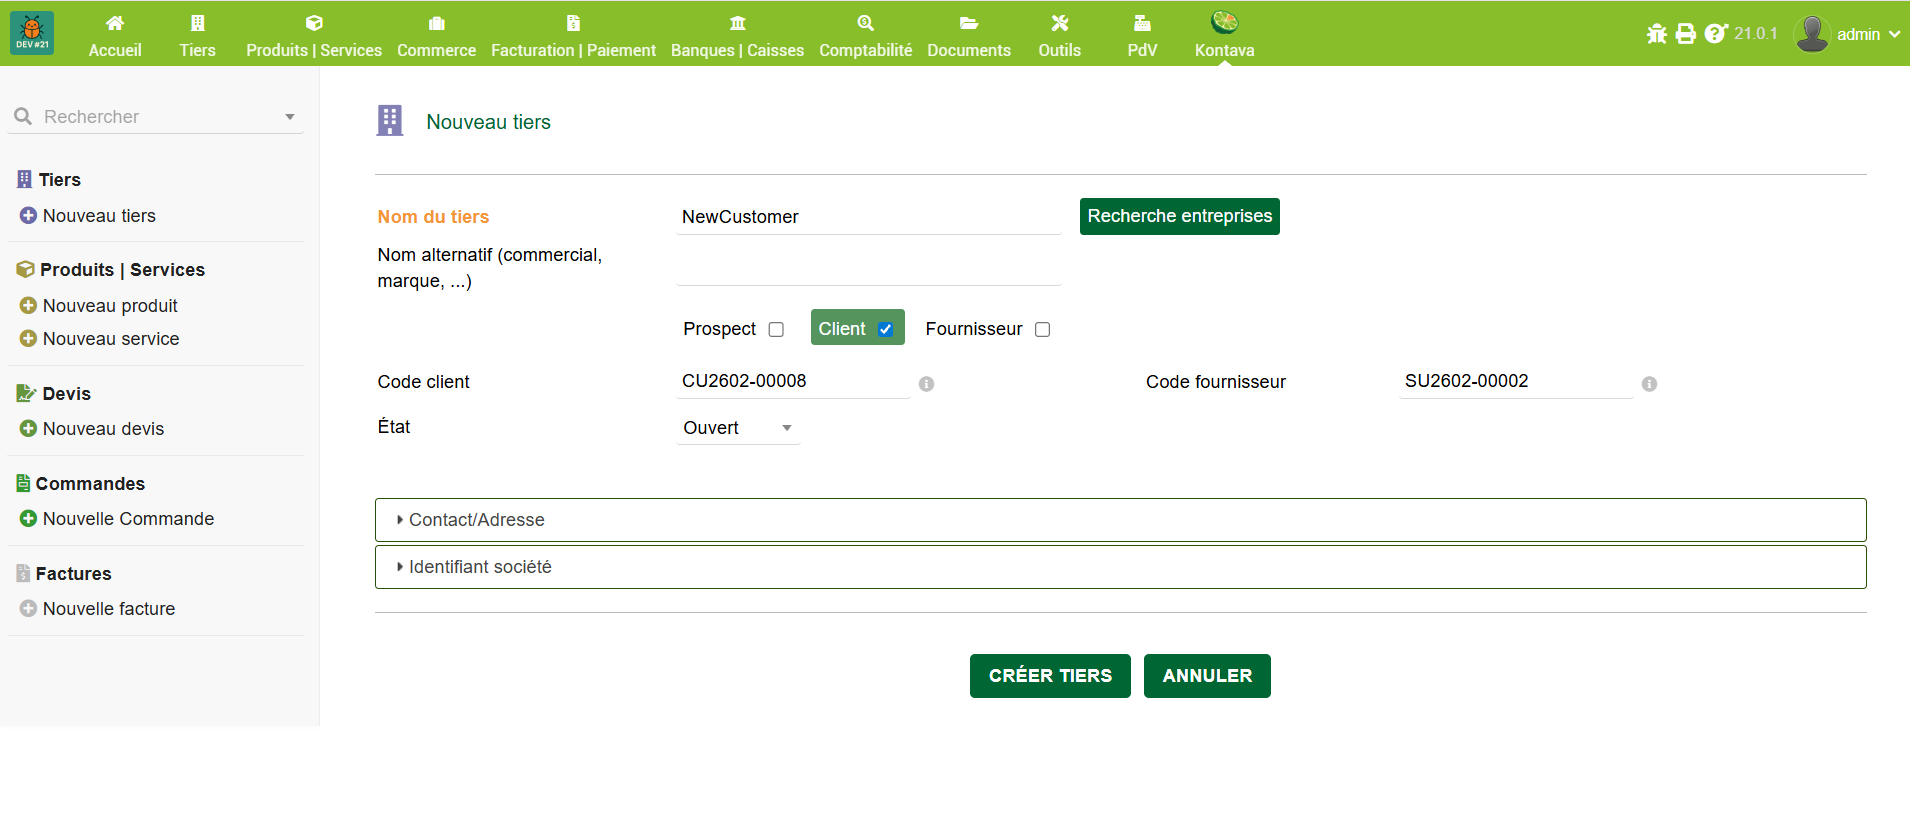 DEV #21
Accueil
Tiers
Produits | Services
Commerce
Facturation | Paiement
Banques | Caisses
Comptabilité
Documents
Outils
PdV
Kontava
21.0.1
admin
Rechercher
Tiers
Nouveau tiers
Produits | Services
Nouveau produit
Nouveau service
Devis
Nouveau devis
Commandes
Nouvelle Commande
Factures
Nouvelle facture
Nouveau tiers
Nom du tiers NewCustomer Recherche entreprises
Nom alternatif (commercial,
marque, ...)
Prospect Client Fournisseur
Code client CU2602-00008 Code fournisseur SU2602-00002
État Ouvert
Contact/Adresse
Identifiant société
CRÉER TIERS ANNULER